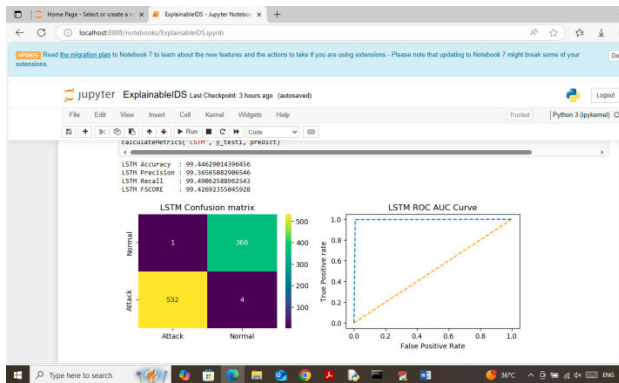 Home Page - Select or create a n
ExplainableIDS - Jupyter Noteboo
localhost:8888/notebooks/ExplainableIDS.ipynb
UPDATE Read the migration plan to Notebook 7 to learn about the new features and the actions to take if you are using extensions - Please note that updating to Notebook 7 might break some of your
extensions.
jupyter ExplainableIDS Last Checkpoint: 3 hours ago (autosaved)
Logout
File Edit View Insert Cell Kernel Widgets Help
Trusted Python 3 (ipykernel)
Run Code
calculateMetrics("LSTM", y_test1, predict)
LSTM Accuracy : 99.44629014396456
LSTM Precision : 99.36565082906546
LSTM Recall : 99.49062588962543
LSTM FSCORE : 99.42692355045928
LSTM Confusion matrix
Normal
Attack
1
366
532
4
Attack
Normal
500
400
300
200
100
LSTM ROC AUC Curve
True Positive rate
1.0
0.8
0.6
0.4
0.2
0.0
0.0 0.2 0.4 0.6 0.8 1.0
False Positive Rate
Type here to search
36°C
ENG